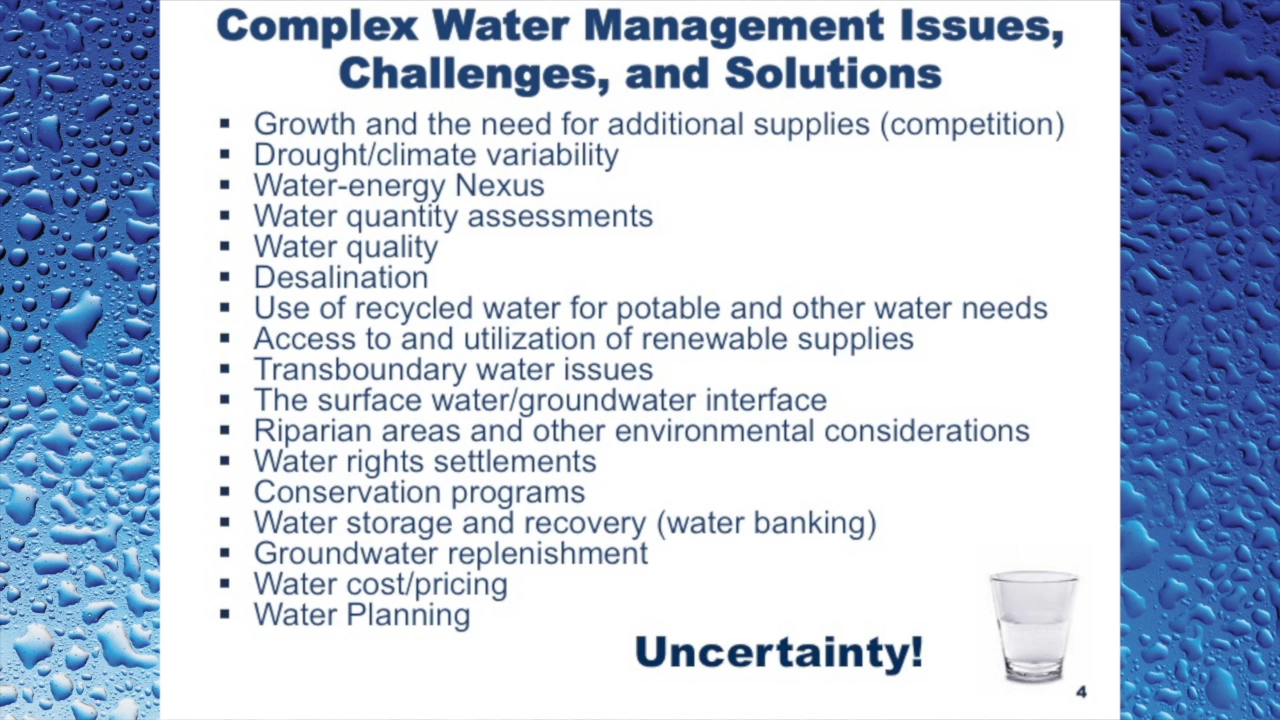 Complex Water Management Issues,
Challenges, and Solutions
▪ Growth and the need for additional supplies (competition)
▪ Drought/climate variability
▪ Water-energy Nexus
▪ Water quantity assessments
▪ Water quality
▪ Desalination
▪ Use of recycled water for potable and other water needs
▪ Access to and utilization of renewable supplies
▪ Transboundary water issues
▪ The surface water/groundwater interface
▪ Riparian areas and other environmental considerations
▪ Water rights settlements
▪ Conservation programs
▪ Water storage and recovery (water banking)
▪ Groundwater replenishment
▪ Water cost/pricing
▪ Water Planning
Uncertainty!
4